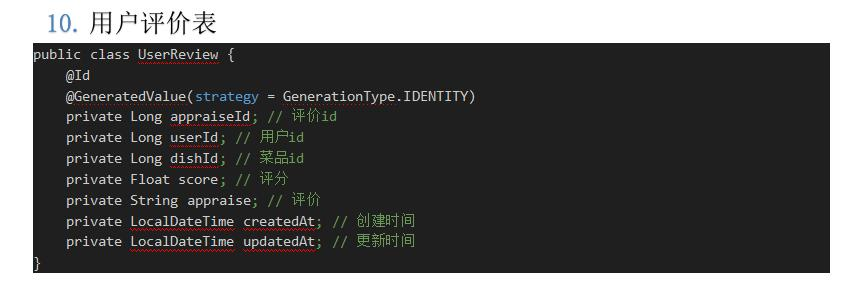 10. 用户评价表
public class UserReview {
    @Id
    @GeneratedValue(strategy = GenerationType.IDENTITY)
    private Long appraiseId; // 评价id
    private Long userId; // 用户id
    private Long dishId; // 菜品id
    private Float score; // 评分
    private String appraise; // 评价
    private LocalDateTime createdAt; // 创建时间
    private LocalDateTime updatedAt; // 更新时间
}